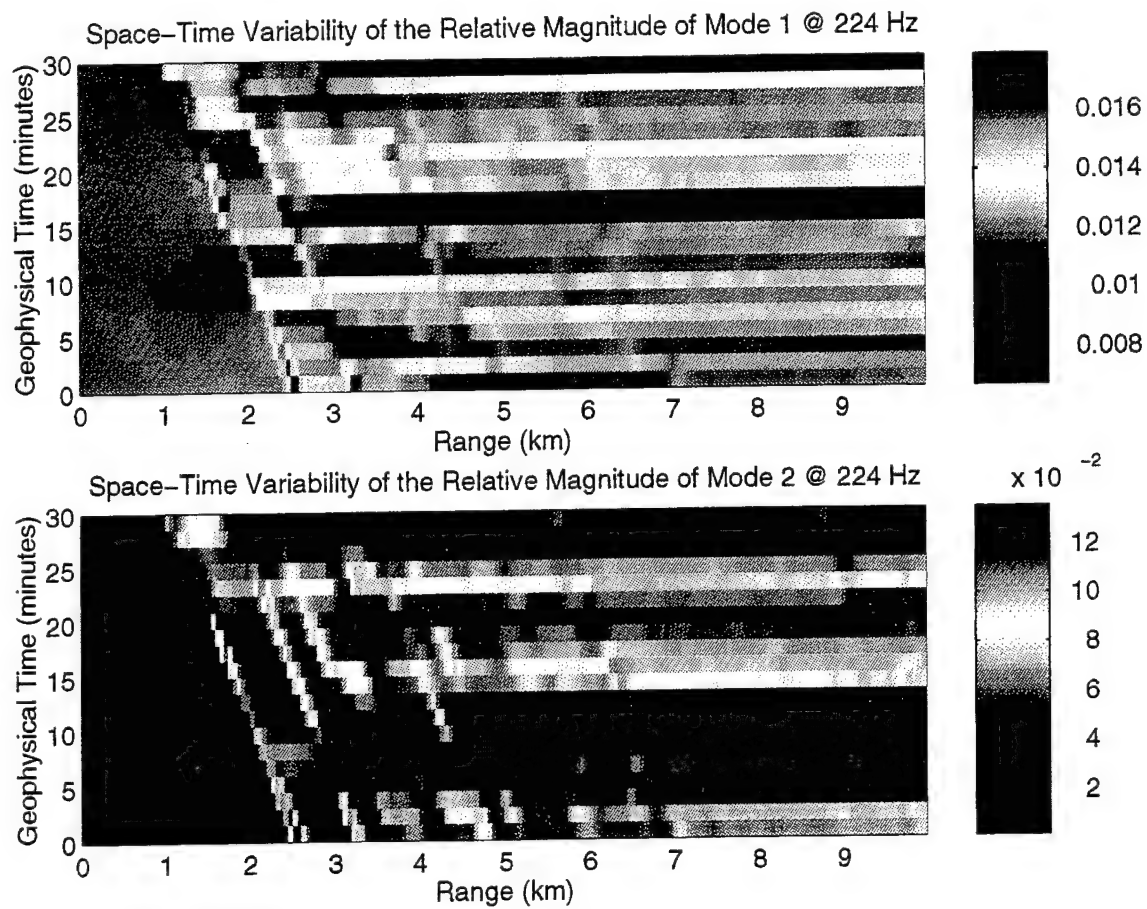 Space–Time Variability of the Relative Magnitude of Mode 1 @ 224 Hz
Geophysical Time (minutes)
30
25
20
15
10
5
0
0 1 2 3 4 5 6 7 8 9
Range (km)
0.016
0.014
0.012
0.01
0.008
Space–Time Variability of the Relative Magnitude of Mode 2 @ 224 Hz
x 10 -2
Geophysical Time (minutes)
30
25
20
15
10
5
0
0 1 2 3 4 5 6 7 8 9
Range (km)
12
10
8
6
4
2